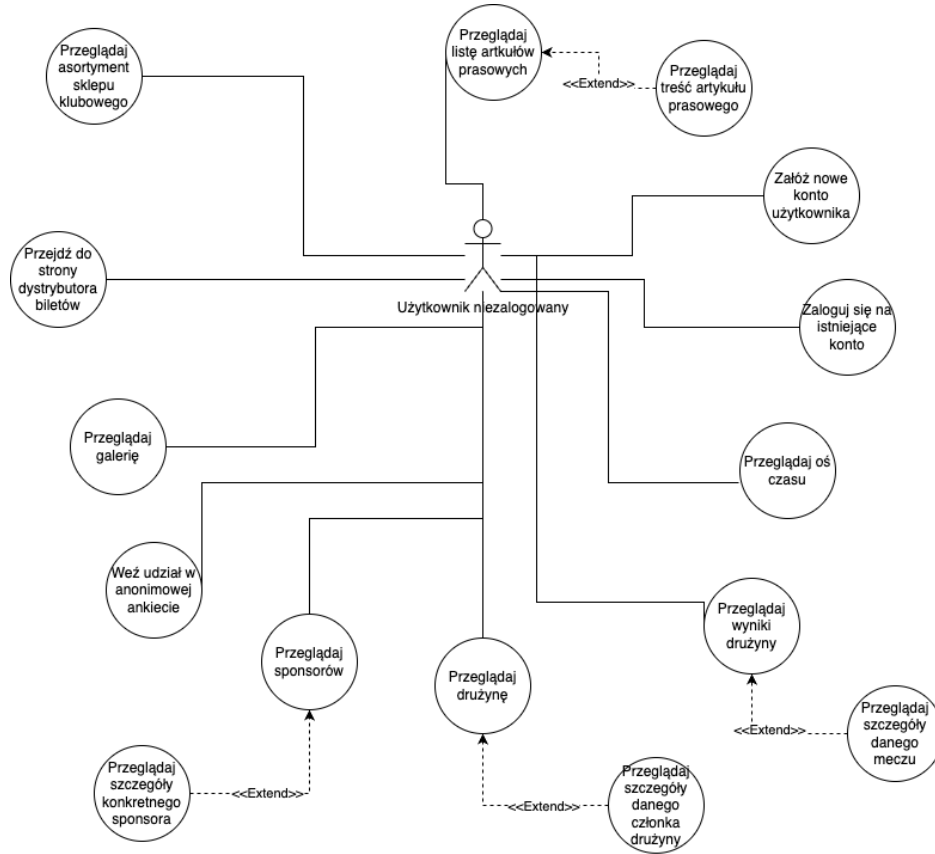 Przeglądaj
listę artkułów
prasowych
Przeglądaj
asortyment
sklepu
klubowego
<<Extend>>
Przeglądaj
treść artykułu
prasowego
Załóż nowe
konto
użytkownika
Przejdź do
strony
dystrybutora
biletów
Użytkownik niezalogowany
Zaloguj się na
istniejące
konto
Przeglądaj
galerię
Przeglądaj oś
czasu
Weź udział w
anonimowej
ankiecie
Przeglądaj
sponsorów
Przeglądaj
drużynę
Przeglądaj
wyniki
drużyny
Przeglądaj
szczegóły
konkretnego
sponsora
<<Extend>>
<<Extend>>
Przeglądaj
szczegóły
danego
członka
drużyny
<<Extend>>
Przeglądaj
szczegóły
danego
meczu